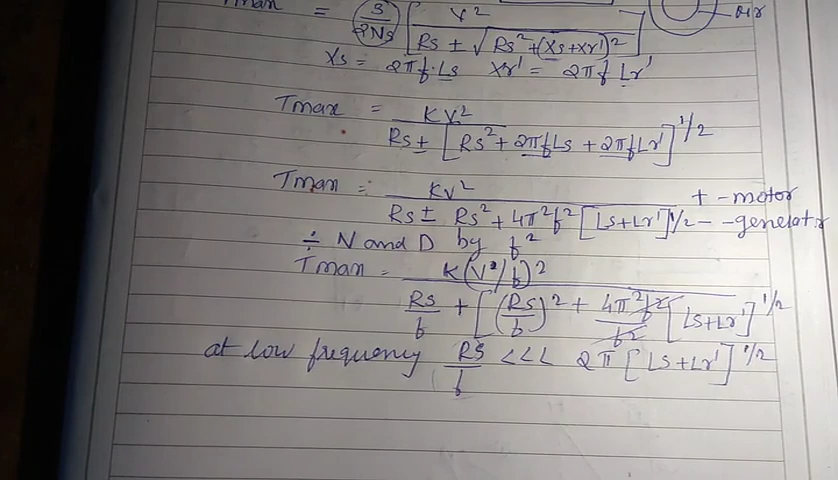 Tmax = 3/2Ns [V²/Rs ± √Rs²+(Xs+Xr')²] air
Xs = 2πf·Ls Xr' = 2πf Lr'
Tmax = KV²/Rs ± [Rs² + 2πfLs + 2πfLr']^1/2
Tmax = KV²/Rs ± Rs² + 4π²f² [Ls+Lr']^1/2 + - motor - - generator
÷ N and D by f²
Tmax = K(V/f)²/Rs/f + [(Rs/f)² + 4π²f²/f² [Ls+Lr']^1/2
at low frequency Rs/f <<< 2π [Ls+Lr']^1/2